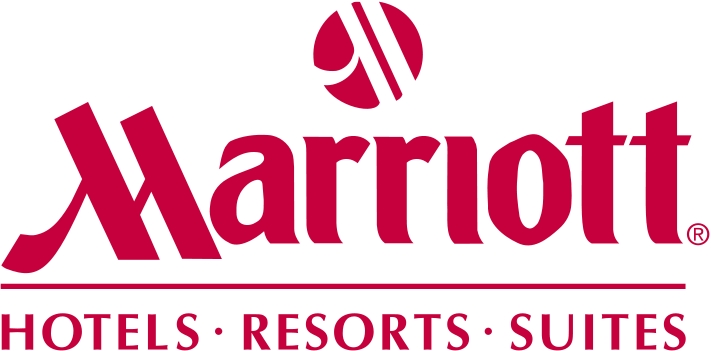 Marriott®
HOTELS · RESORTS · SUITES